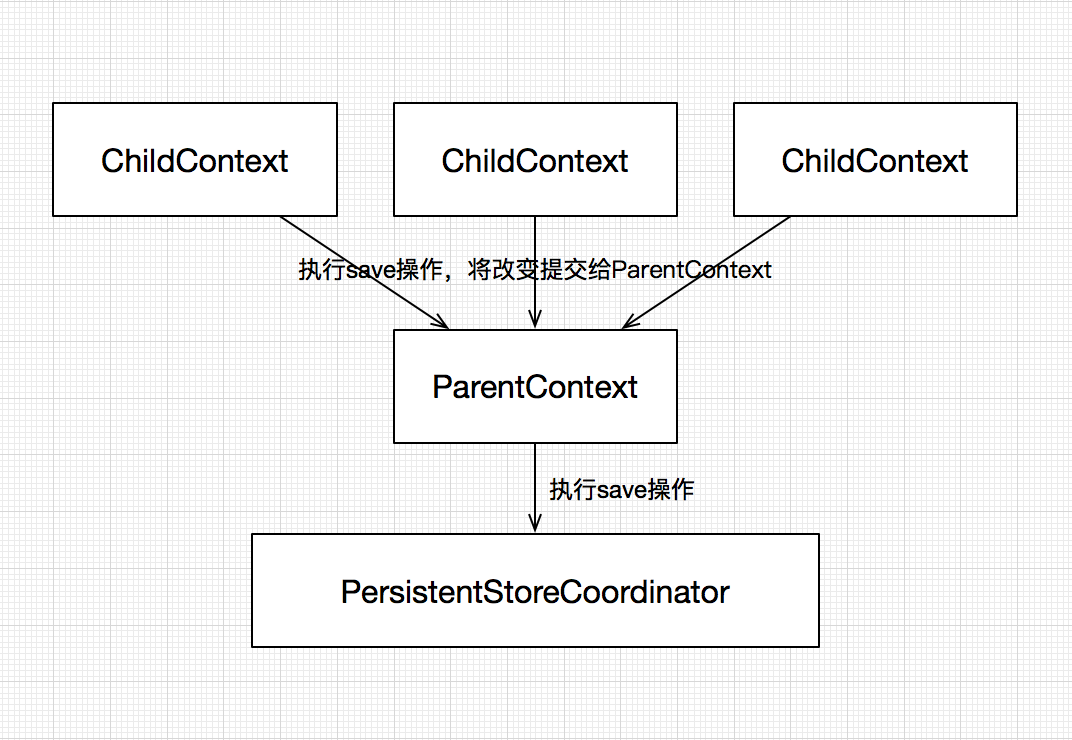 ChildContext
ChildContext
ChildContext
执行save操作，将改变提交给ParentContext
ParentContext
执行save操作
PersistentStoreCoordinator